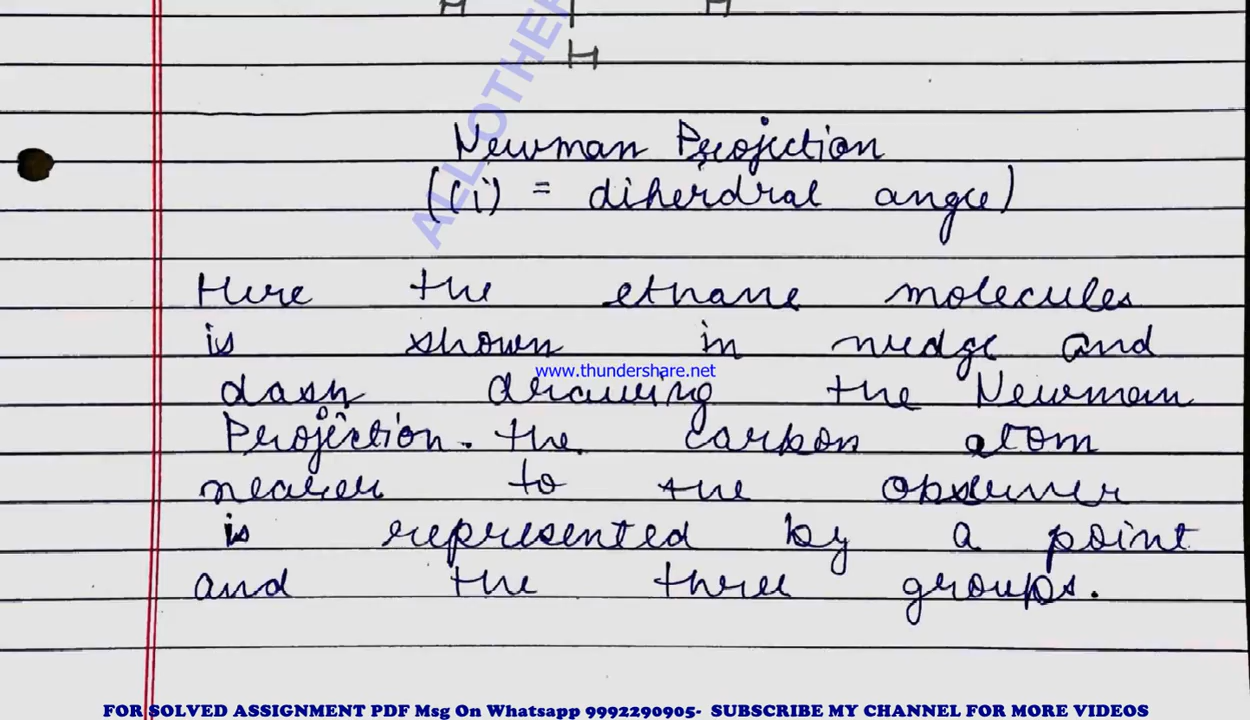 H H
H
ALLOTHER
Newman Projection
((i) = diherdral angle)
Here the ethane molecules
is shown in wedge and
www.thundershare.net
dash drawing the Newman
Projection. the carbon atom
nearer to the observer
is represented by a point
and the three groups.
FOR SOLVED ASSIGNMENT PDF Msg On Whatsapp 9992290905- SUBSCRIBE MY CHANNEL FOR MORE VIDEOS